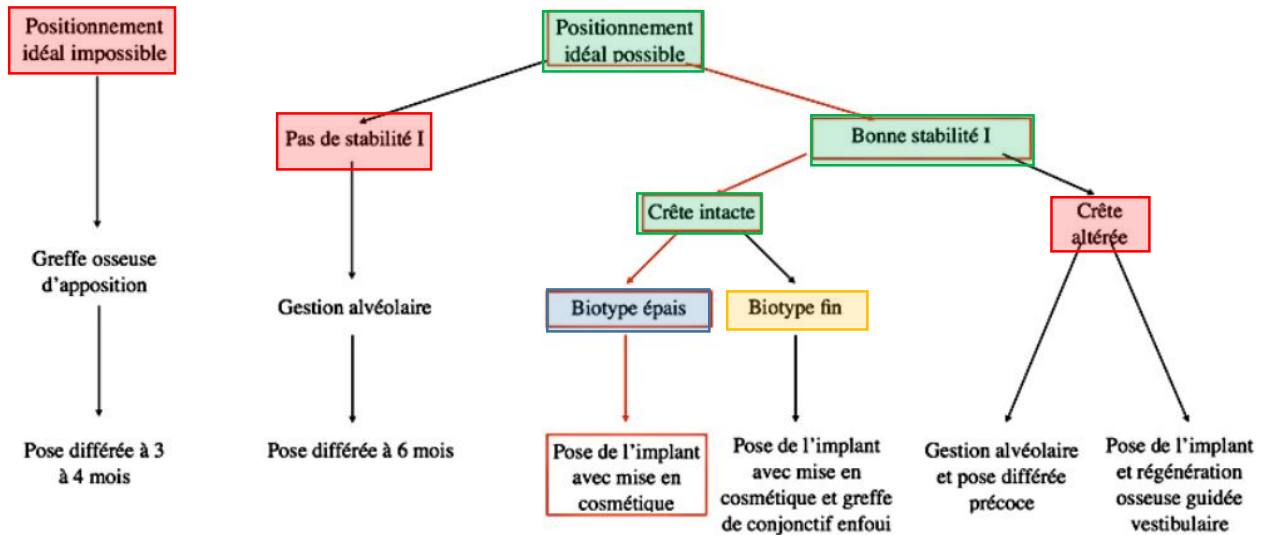 Positionnement
idéal impossible
Positionnement
idéal possible
Pas de stabilité I
Bonne stabilité I
Crête intacte
Crête
altérée
Greffe osseuse
d’apposition
Gestion alvéolaire
Biotype épais
Biotype fin
Pose différée à 3
à 4 mois
Pose différée à 6 mois
Pose de l’implant
avec mise en
cosmétique
Pose de l’implant
avec mise en
cosmétique et greffe
de conjonctif enfoui
Gestion alvéolaire
et pose différée
précoce
Pose de l’implant
et régénération
osseuse guidée
vestibulaire